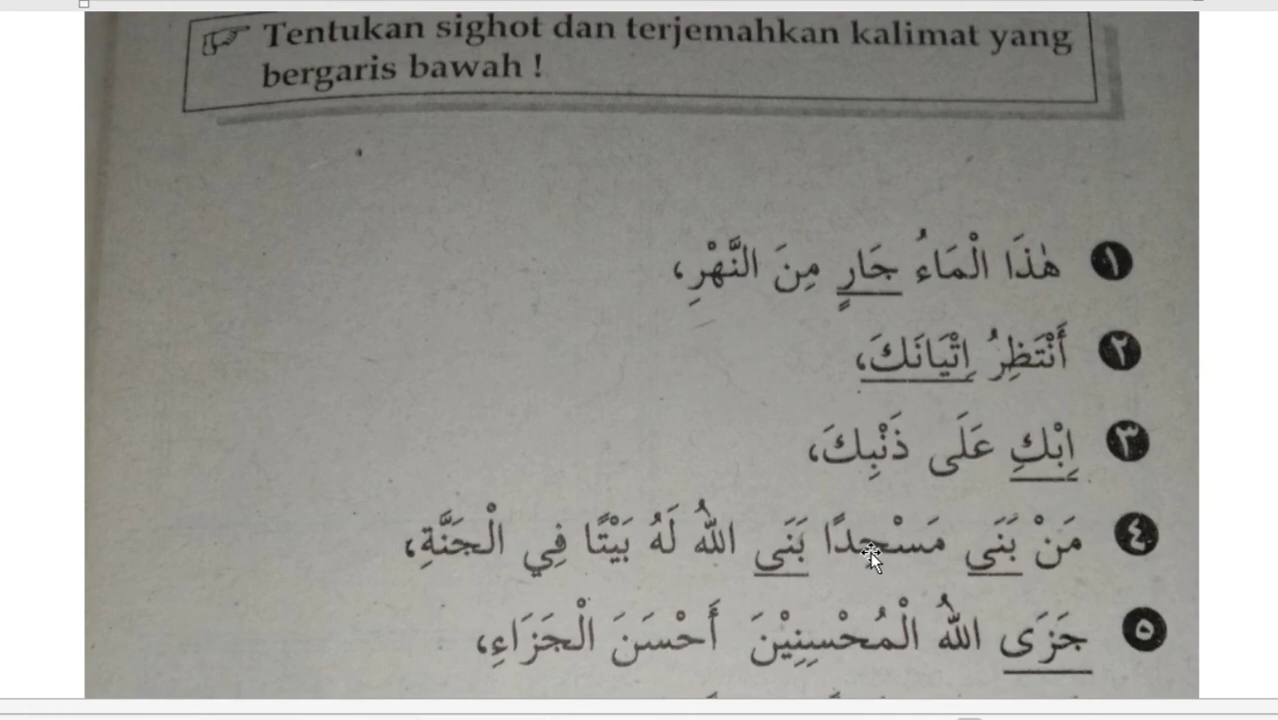 Tentukan sighot dan terjemahkan kalimat yang
bergaris bawah !
١ هٰذَا الْمَاءُ جَارٍ مِنَ النَّهْرِ،
٢ أَنْتَظِرُ اِتْيَانَكَ،
٣ اِبْكِ عَلَى ذَنْبِكَ،
٤ مَنْ بَنَى مَسْجِدًا بَنَى اللهُ لَهُ بَيْتًا فِي الْجَنَّةِ،
٥ جَزَى اللهُ الْمُحْسِنِيْنَ أَحْسَنَ الْجَزَاءِ،